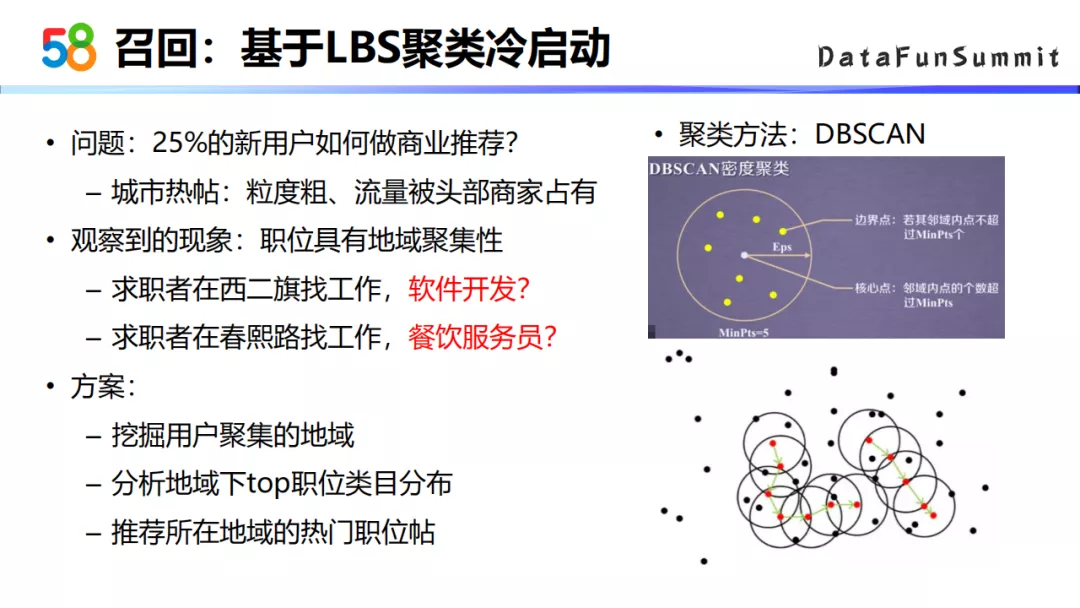 58 召回：基于LBS聚类冷启动
DataFunSummit
• 问题：25%的新用户如何做商业推荐？
– 城市热帖：粒度粗、流量被头部商家占有
• 观察到的现象：职位具有地域聚集性
– 求职者在西二旗找工作，软件开发？
– 求职者在春熙路找工作，餐饮服务员？
• 方案：
– 挖掘用户聚集的地域
– 分析地域下top职位类目分布
– 推荐所在地域的热门职位帖
• 聚类方法：DBSCAN
DBSCAN密度聚类
边界点：若其邻域内点不超
过MinPts个
Eps
核心点：邻域内点的个数超
过MinPts
MinPts=5